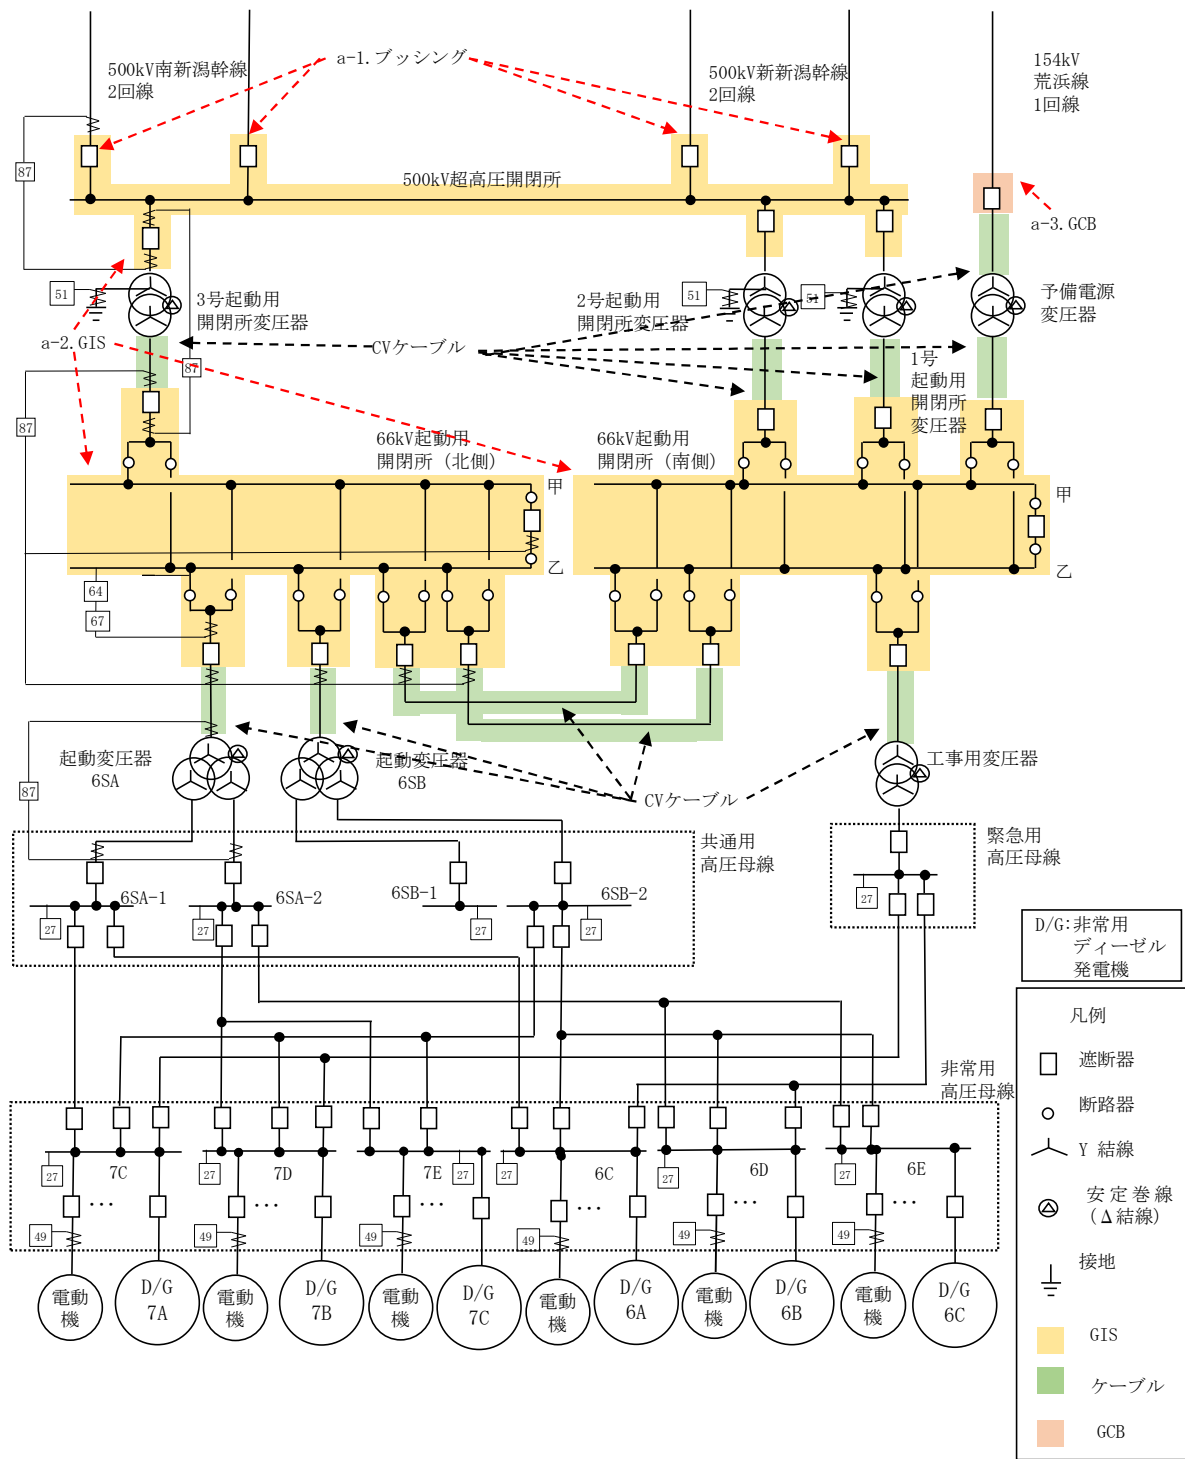 a-1.ブッシング
500kV南新潟幹線
2回線
500kV新新潟幹線
2回線
154kV
荒浜線
1回線
87
500kV超高圧開閉所
a-3.GCB
51
3号起動用
開閉所変圧器
51
2号起動用
開閉所変圧器
51
予備電源
変圧器
a-2.GIS
CVケーブル
87
1号
起動用
開閉所
変圧器
87
66kV起動用
開閉所（北側）
66kV起動用
開閉所（南側）
甲
甲
乙
乙
64
67
起動変圧器
6SA
起動変圧器
6SB
工事用変圧器
87
CVケーブル
共通用
高圧母線
緊急用
高圧母線
6SA-1
6SA-2
6SB-1
6SB-2
27
27
27
27
27
D/G:非常用
ディーゼル
発電機
凡例
遮断器
断路器
Y 結線
安定巻線
(Δ結線)
接地
GIS
ケーブル
GCB
非常用
高圧母線
27
7C
27
7D
7E
27
27
6C
27
6D
27
6E
...
...
...
...
...
...
49
49
49
49
49
49
電動
機
D/G
7A
電動
機
D/G
7B
電動
機
D/G
7C
電動
機
D/G
6A
電動
機
D/G
6B
電動
機
D/G
6C